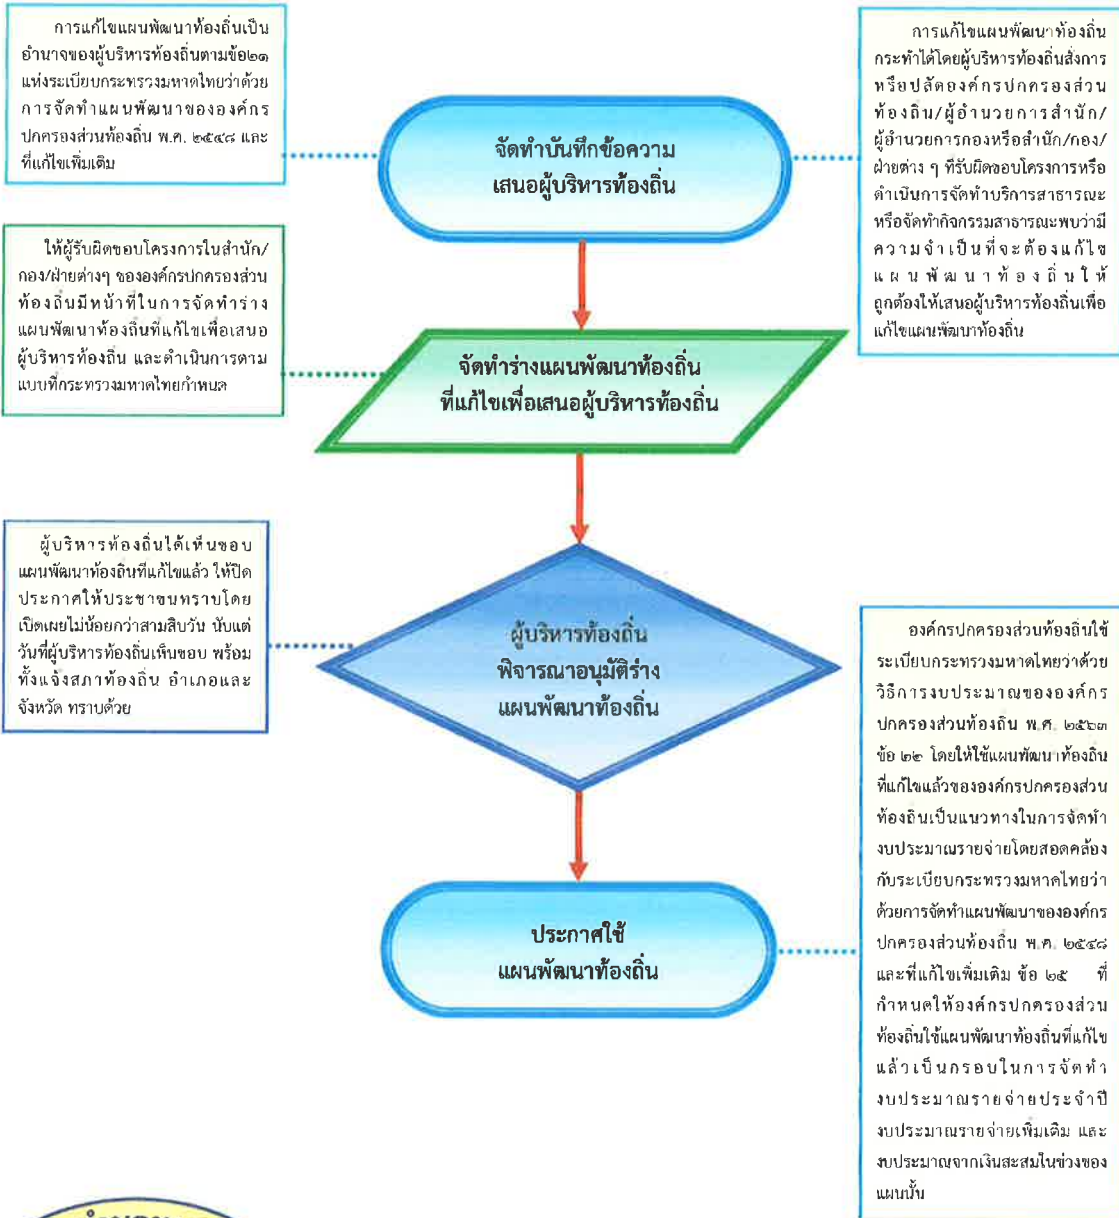 การแก้ไขแผนพัฒนาท้องถิ่นเป็น
อำนาจของผู้บริหารท้องถิ่นตามข้อ๒๑
แห่งระเบียบกระทรวงมหาดไทยว่าด้วย
การจัดทำแผนพัฒนาขององค์กร
ปกครองส่วนท้องถิ่น พ.ศ. ๒๕๔๘ และ
ที่แก้ไขเพิ่มเติม
การแก้ไขแผนพัฒนาท้องถิ่น
กระทำได้โดยผู้บริหารท้องถิ่นสั่งการ
หรือปลัดองค์กรปกครองส่วน
ท้องถิ่น/ผู้อำนวยการสำนัก/
ผู้อำนวยการกองหรือสำนัก/กอง/
ฝ่ายต่าง ๆ ที่รับผิดชอบโครงการหรือ
ดำเนินการจัดทำบริการสาธารณะ
หรือจัดทำกิจกรรมสาธารณะพบว่ามี
ความจำเป็นที่จะต้องแก้ไข
แผนพัฒนาท้องถิ่นให้
ถูกต้องให้เสนอผู้บริหารท้องถิ่นเพื่อ
แก้ไขแผนพัฒนาท้องถิ่น
จัดทำบันทึกข้อความ
เสนอผู้บริหารท้องถิ่น
ให้ผู้รับผิดชอบโครงการในสำนัก/
กอง/ฝ่ายต่างๆ ขององค์กรปกครองส่วน
ท้องถิ่นมีหน้าที่ในการจัดทำร่าง
แผนพัฒนาท้องถิ่นที่แก้ไขเพื่อเสนอ
ผู้บริหารท้องถิ่น และดำเนินการตาม
แบบที่กระทรวงมหาดไทยกำหนด
จัดทำร่างแผนพัฒนาท้องถิ่น
ที่แก้ไขเพื่อเสนอผู้บริหารท้องถิ่น
ผู้บริหารท้องถิ่นได้เห็นชอบ
แผนพัฒนาท้องถิ่นที่แก้ไขแล้ว ให้ปิด
ประกาศให้ประชาชนทราบโดย
เปิดเผยไม่น้อยกว่าสามสิบวัน นับแต่
วันที่ผู้บริหารท้องถิ่นเห็นชอบ พร้อม
ทั้งแจ้งสภาท้องถิ่น อำเภอและ
จังหวัด ทราบด้วย
ผู้บริหารท้องถิ่น
พิจารณาอนุมัติร่าง
แผนพัฒนาท้องถิ่น
องค์กรปกครองส่วนท้องถิ่นใช้
ระเบียบกระทรวงมหาดไทยว่าด้วย
วิธีการงบประมาณขององค์กร
ปกครองส่วนท้องถิ่น พ.ศ. ๒๕๖๓
ข้อ ๒๒ โดยให้ใช้แผนพัฒนาท้องถิ่น
ที่แก้ไขแล้วขององค์กรปกครองส่วน
ท้องถิ่นเป็นแนวทางในการจัดทำ
งบประมาณรายจ่ายโดยสอดคล้อง
กับระเบียบกระทรวงมหาดไทยว่า
ด้วยการจัดทำแผนพัฒนาขององค์กร
ปกครองส่วนท้องถิ่น พ.ศ. ๒๕๔๘
และที่แก้ไขเพิ่มเติม ข้อ ๒๕ ที่
กำหนดให้องค์กรปกครองส่วน
ท้องถิ่นใช้แผนพัฒนาท้องถิ่นที่แก้ไข
แล้วเป็นกรอบในการจัดทำ
งบประมาณรายจ่ายประจำปี
งบประมาณรายจ่ายเพิ่มเติม และ
งบประมาณจากเงินสะสมในช่วงของ
แผนนั้น
ประกาศใช้
แผนพัฒนาท้องถิ่น